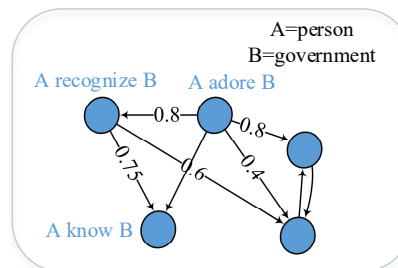 A=person
B=government
A recognize B
A adore B
0.8
0.8
0.75
0.6
0.4
A know B